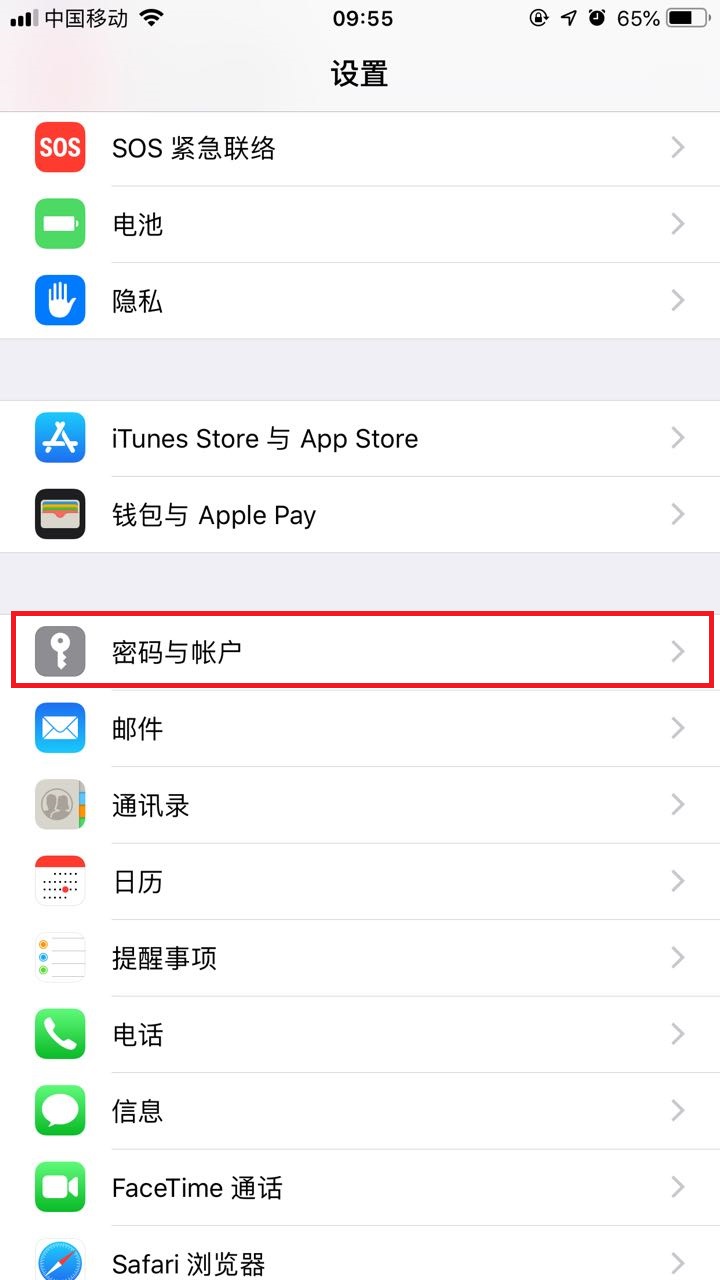 中国移动 09:55 65%
设置
SOS SOS 紧急联络
电池
隐私
iTunes Store 与 App Store
钱包与 Apple Pay
密码与帐户
邮件
通讯录
日历
提醒事项
电话
信息
FaceTime 通话
Safari 浏览器